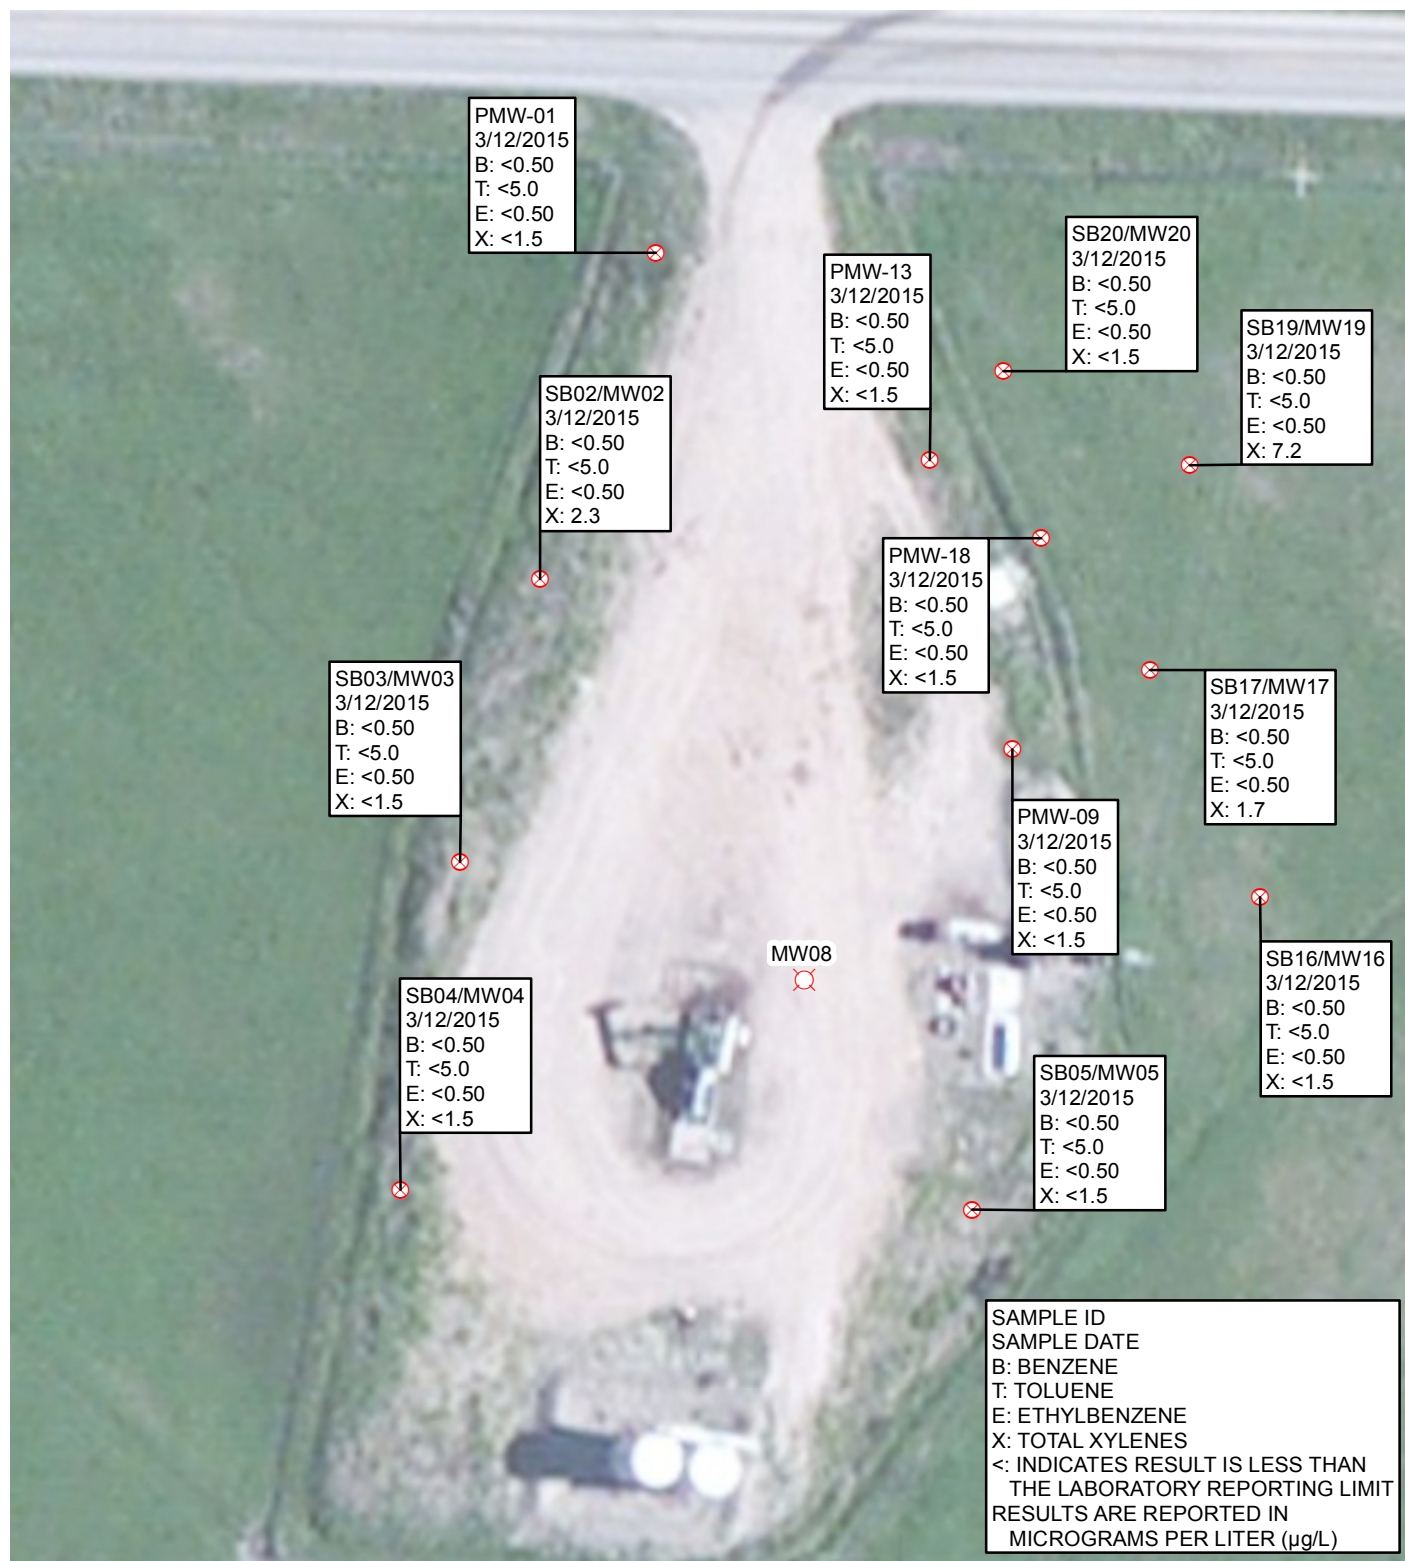 PMW-01
3/12/2015
B: <0.50
T: <5.0
E: <0.50
X: <1.5
SB20/MW20
3/12/2015
B: <0.50
T: <5.0
E: <0.50
X: <1.5
PMW-13
3/12/2015
B: <0.50
T: <5.0
E: <0.50
X: <1.5
SB19/MW19
3/12/2015
B: <0.50
T: <5.0
E: <0.50
X: 7.2
SB02/MW02
3/12/2015
B: <0.50
T: <5.0
E: <0.50
X: 2.3
PMW-18
3/12/2015
B: <0.50
T: <5.0
E: <0.50
X: <1.5
SB03/MW03
3/12/2015
B: <0.50
T: <5.0
E: <0.50
X: <1.5
SB17/MW17
3/12/2015
B: <0.50
T: <5.0
E: <0.50
X: 1.7
PMW-09
3/12/2015
B: <0.50
T: <5.0
E: <0.50
X: <1.5
MW08
SB16/MW16
3/12/2015
B: <0.50
T: <5.0
E: <0.50
X: <1.5
SB04/MW04
3/12/2015
B: <0.50
T: <5.0
E: <0.50
X: <1.5
SB05/MW05
3/12/2015
B: <0.50
T: <5.0
E: <0.50
X: <1.5
SAMPLE ID
SAMPLE DATE
B: BENZENE
T: TOLUENE
E: ETHYLBENZENE
X: TOTAL XYLENES
<: INDICATES RESULT IS LESS THAN
THE LABORATORY REPORTING LIMIT
RESULTS ARE REPORTED IN
MICROGRAMS PER LITER (µg/L)